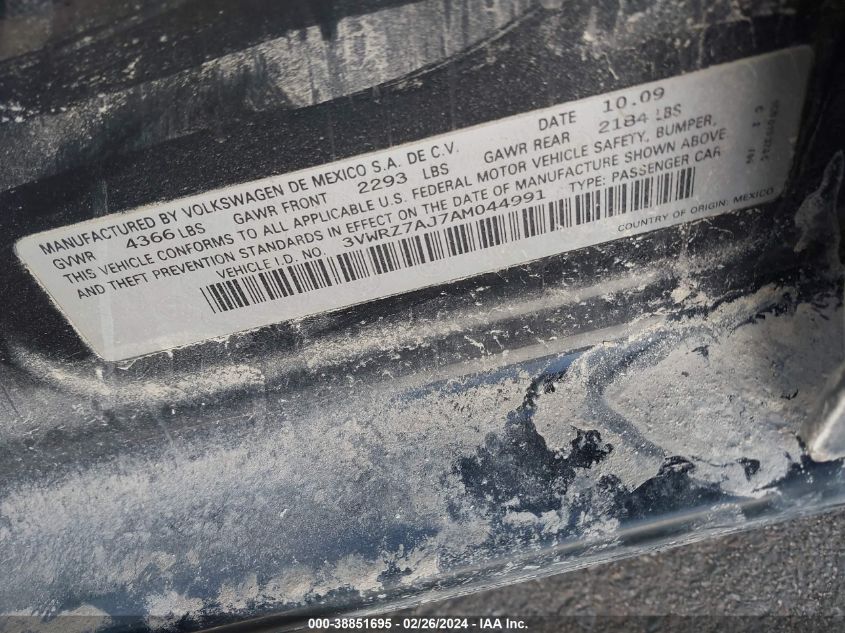 MANUFACTURED BY VOLKSWAGEN DE MEXICO S.A. DE C.V. DATE 10.09
GVWR 4366 LBS GAWR FRONT 2293 LBS GAWR REAR 2184 LBS
THIS VEHICLE CONFORMS TO ALL APPLICABLE U.S. FEDERAL MOTOR VEHICLE SAFETY, BUMPER,
AND THEFT PREVENTION STANDARDS IN EFFECT ON THE DATE OF MANUFACTURE SHOWN ABOVE
VEHICLE I.D. NO. 3VWRZ7AJ7AM044991 TYPE: PASSENGER CAR
COUNTRY OF ORIGIN: MEXICO
000-38851695 - 02/26/2024 - IAA Inc.